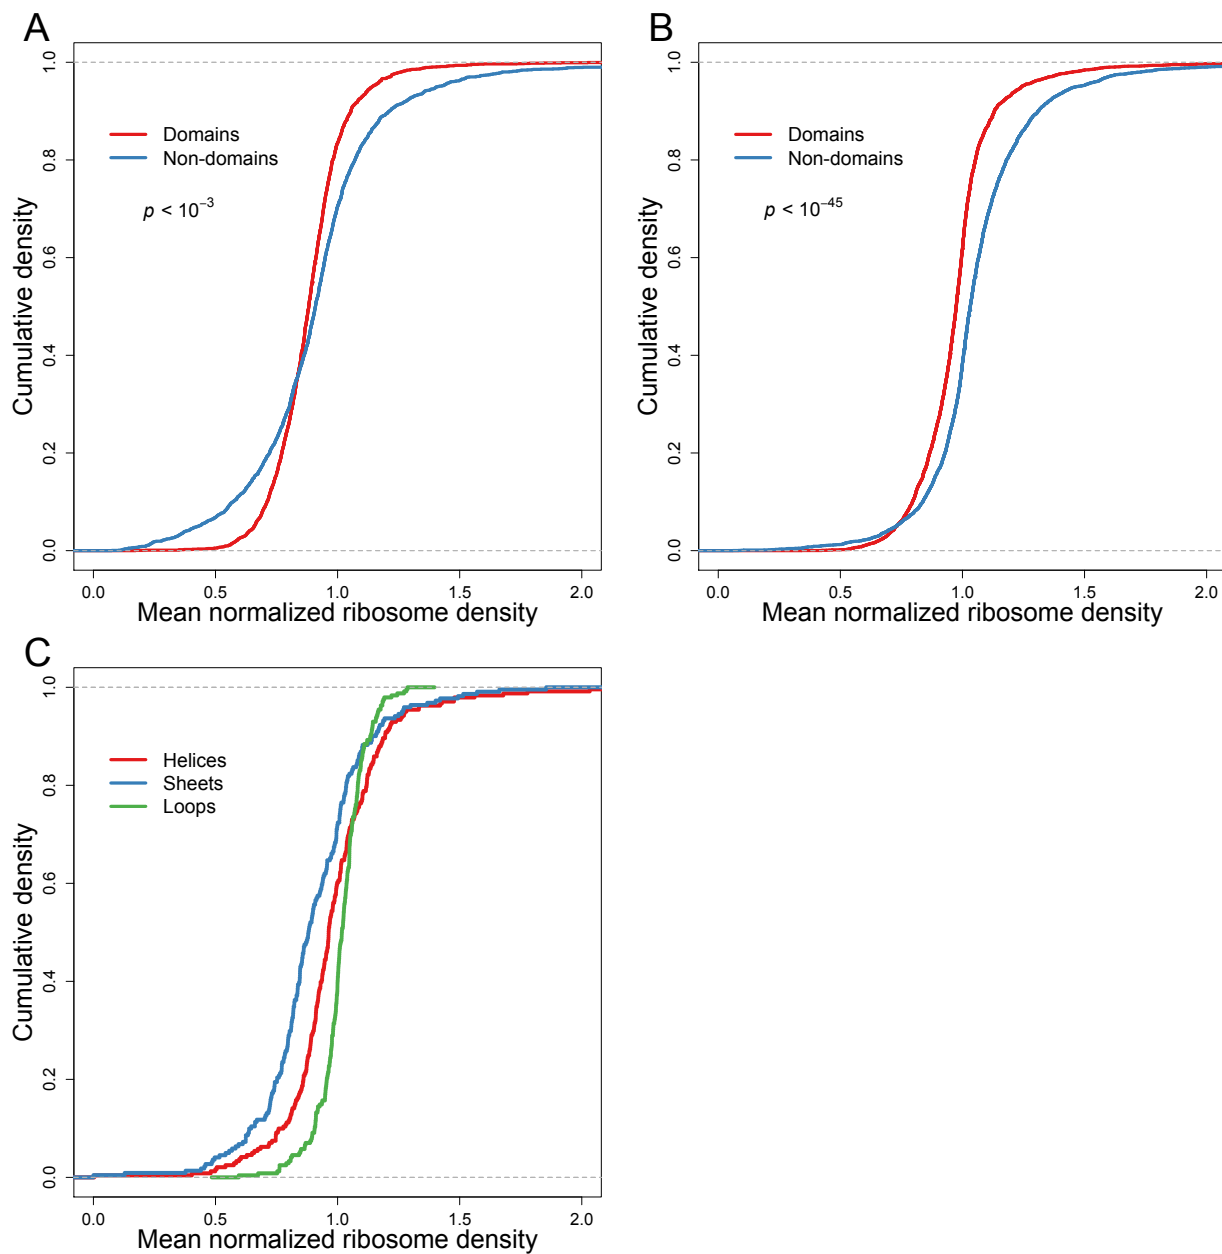 A
Cumulative density
0.0
0.2
0.4
0.6
0.8
1.0
Domains
Non-domains
p < 10⁻³
0.0 0.5 1.0 1.5 2.0
Mean normalized ribosome density
B
Cumulative density
0.0
0.2
0.4
0.6
0.8
1.0
Domains
Non-domains
p < 10⁻⁴⁵
0.0 0.5 1.0 1.5 2.0
Mean normalized ribosome density
C
Cumulative density
0.0
0.2
0.4
0.6
0.8
1.0
Helices
Sheets
Loops
0.0 0.5 1.0 1.5 2.0
Mean normalized ribosome density